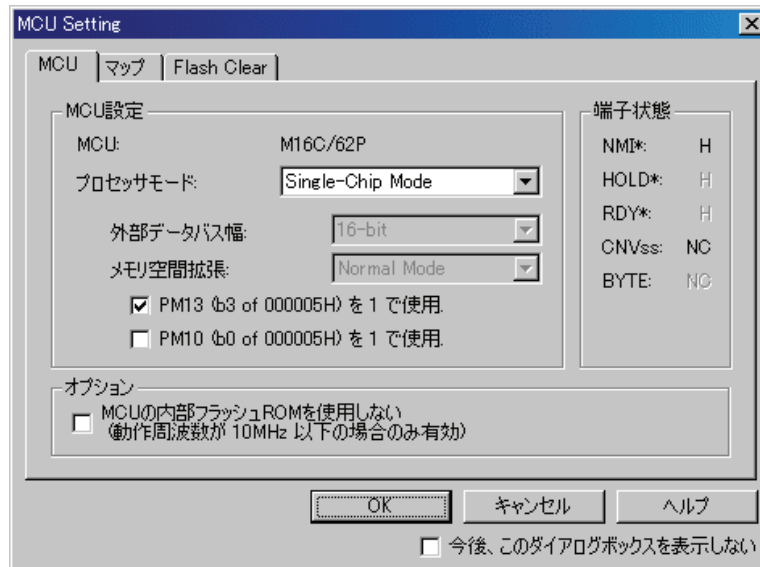 MCU Setting
MCU マップ Flash Clear
MCU設定
MCU: M16C/62P
プロセッサモード: Single-Chip Mode
外部データバス幅: 16-bit
メモリ空間拡張: Normal Mode
PM13 (b3 of 000005H) を 1 で使用.
PM10 (b0 of 000005H) を 1 で使用.
端子状態
NMI*: H
HOLD*: H
RDY*: H
CNVss: NC
BYTE: NC
オプション
MCUの内部フラッシュROMを使用しない
(動作周波数が 10MHz 以下の場合のみ有効)
OK キャンセル ヘルプ
今後、このダイアログボックスを表示しない